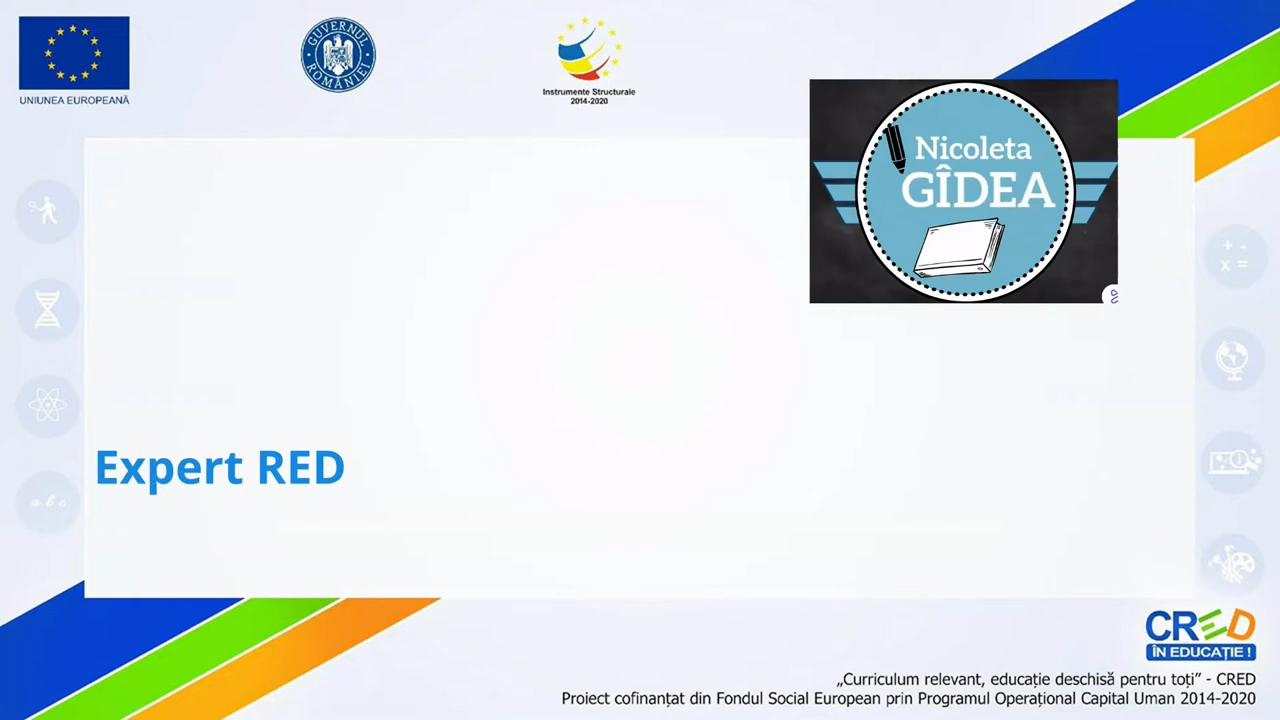 UNIUNEA EUROPEANĂ
GUVERNUL ROMÂNIEI
Instrumente Structurale
2014-2020
Nicoleta
GÎDEA
+ -
x =
a b c
Expert RED
CRED
ÎN EDUCAȚIE !
„Curriculum relevant, educație deschisă pentru toți” - CRED
Proiect cofinanțat din Fondul Social European prin Programul Operațional Capital Uman 2014-2020